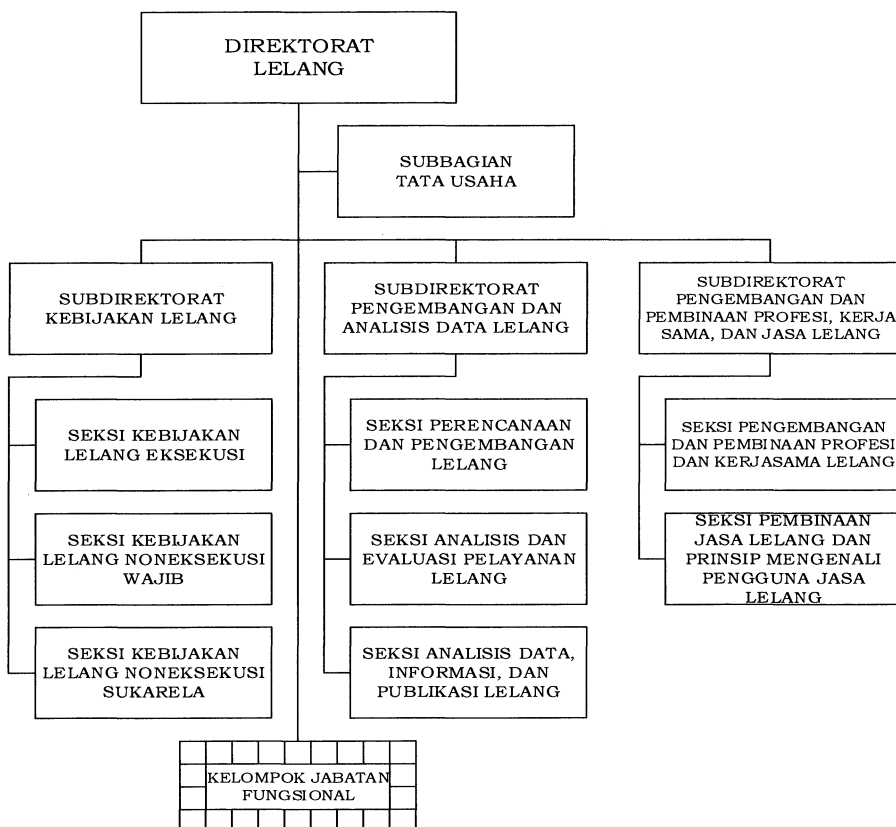 DIREKTORAT
LELANG
SUBBAGIAN
TATA USAHA
SUBDIREKTORAT
KEBIJAKAN LELANG
SUBDIREKTORAT
PENGEMBANGAN DAN
ANALISIS DATA LELANG
SUBDIREKTORAT
PENGEMBANGAN DAN
PEMBINAAN PROFESI, KERJA
SAMA, DAN JASA LELANG
SEKSI KEBIJAKAN
LELANG EKSEKUSI
SEKSI PERENCANAAN
DAN PENGEMBANGAN
LELANG
SEKSI PENGEMBANGAN
DAN PEMBINAAN PROFESI
DAN KERJASAMA LELANG
SEKSI KEBIJAKAN
LELANG NONEKSEKUSI
WAJIB
SEKSI ANALISIS DAN
EVALUASI PELAYANAN
LELANG
SEKSI PEMBINAAN
JASA LELANG DAN
PRINSIP MENGENALI
PENGGUNA JASA
LELANG
SEKSI KEBIJAKAN
LELANG NONEKSEKUSI
SUKARELA
SEKSI ANALISIS DATA,
INFORMASI, DAN
PUBLIKASI LELANG
KELOMPOK JABATAN
FUNGSIONAL